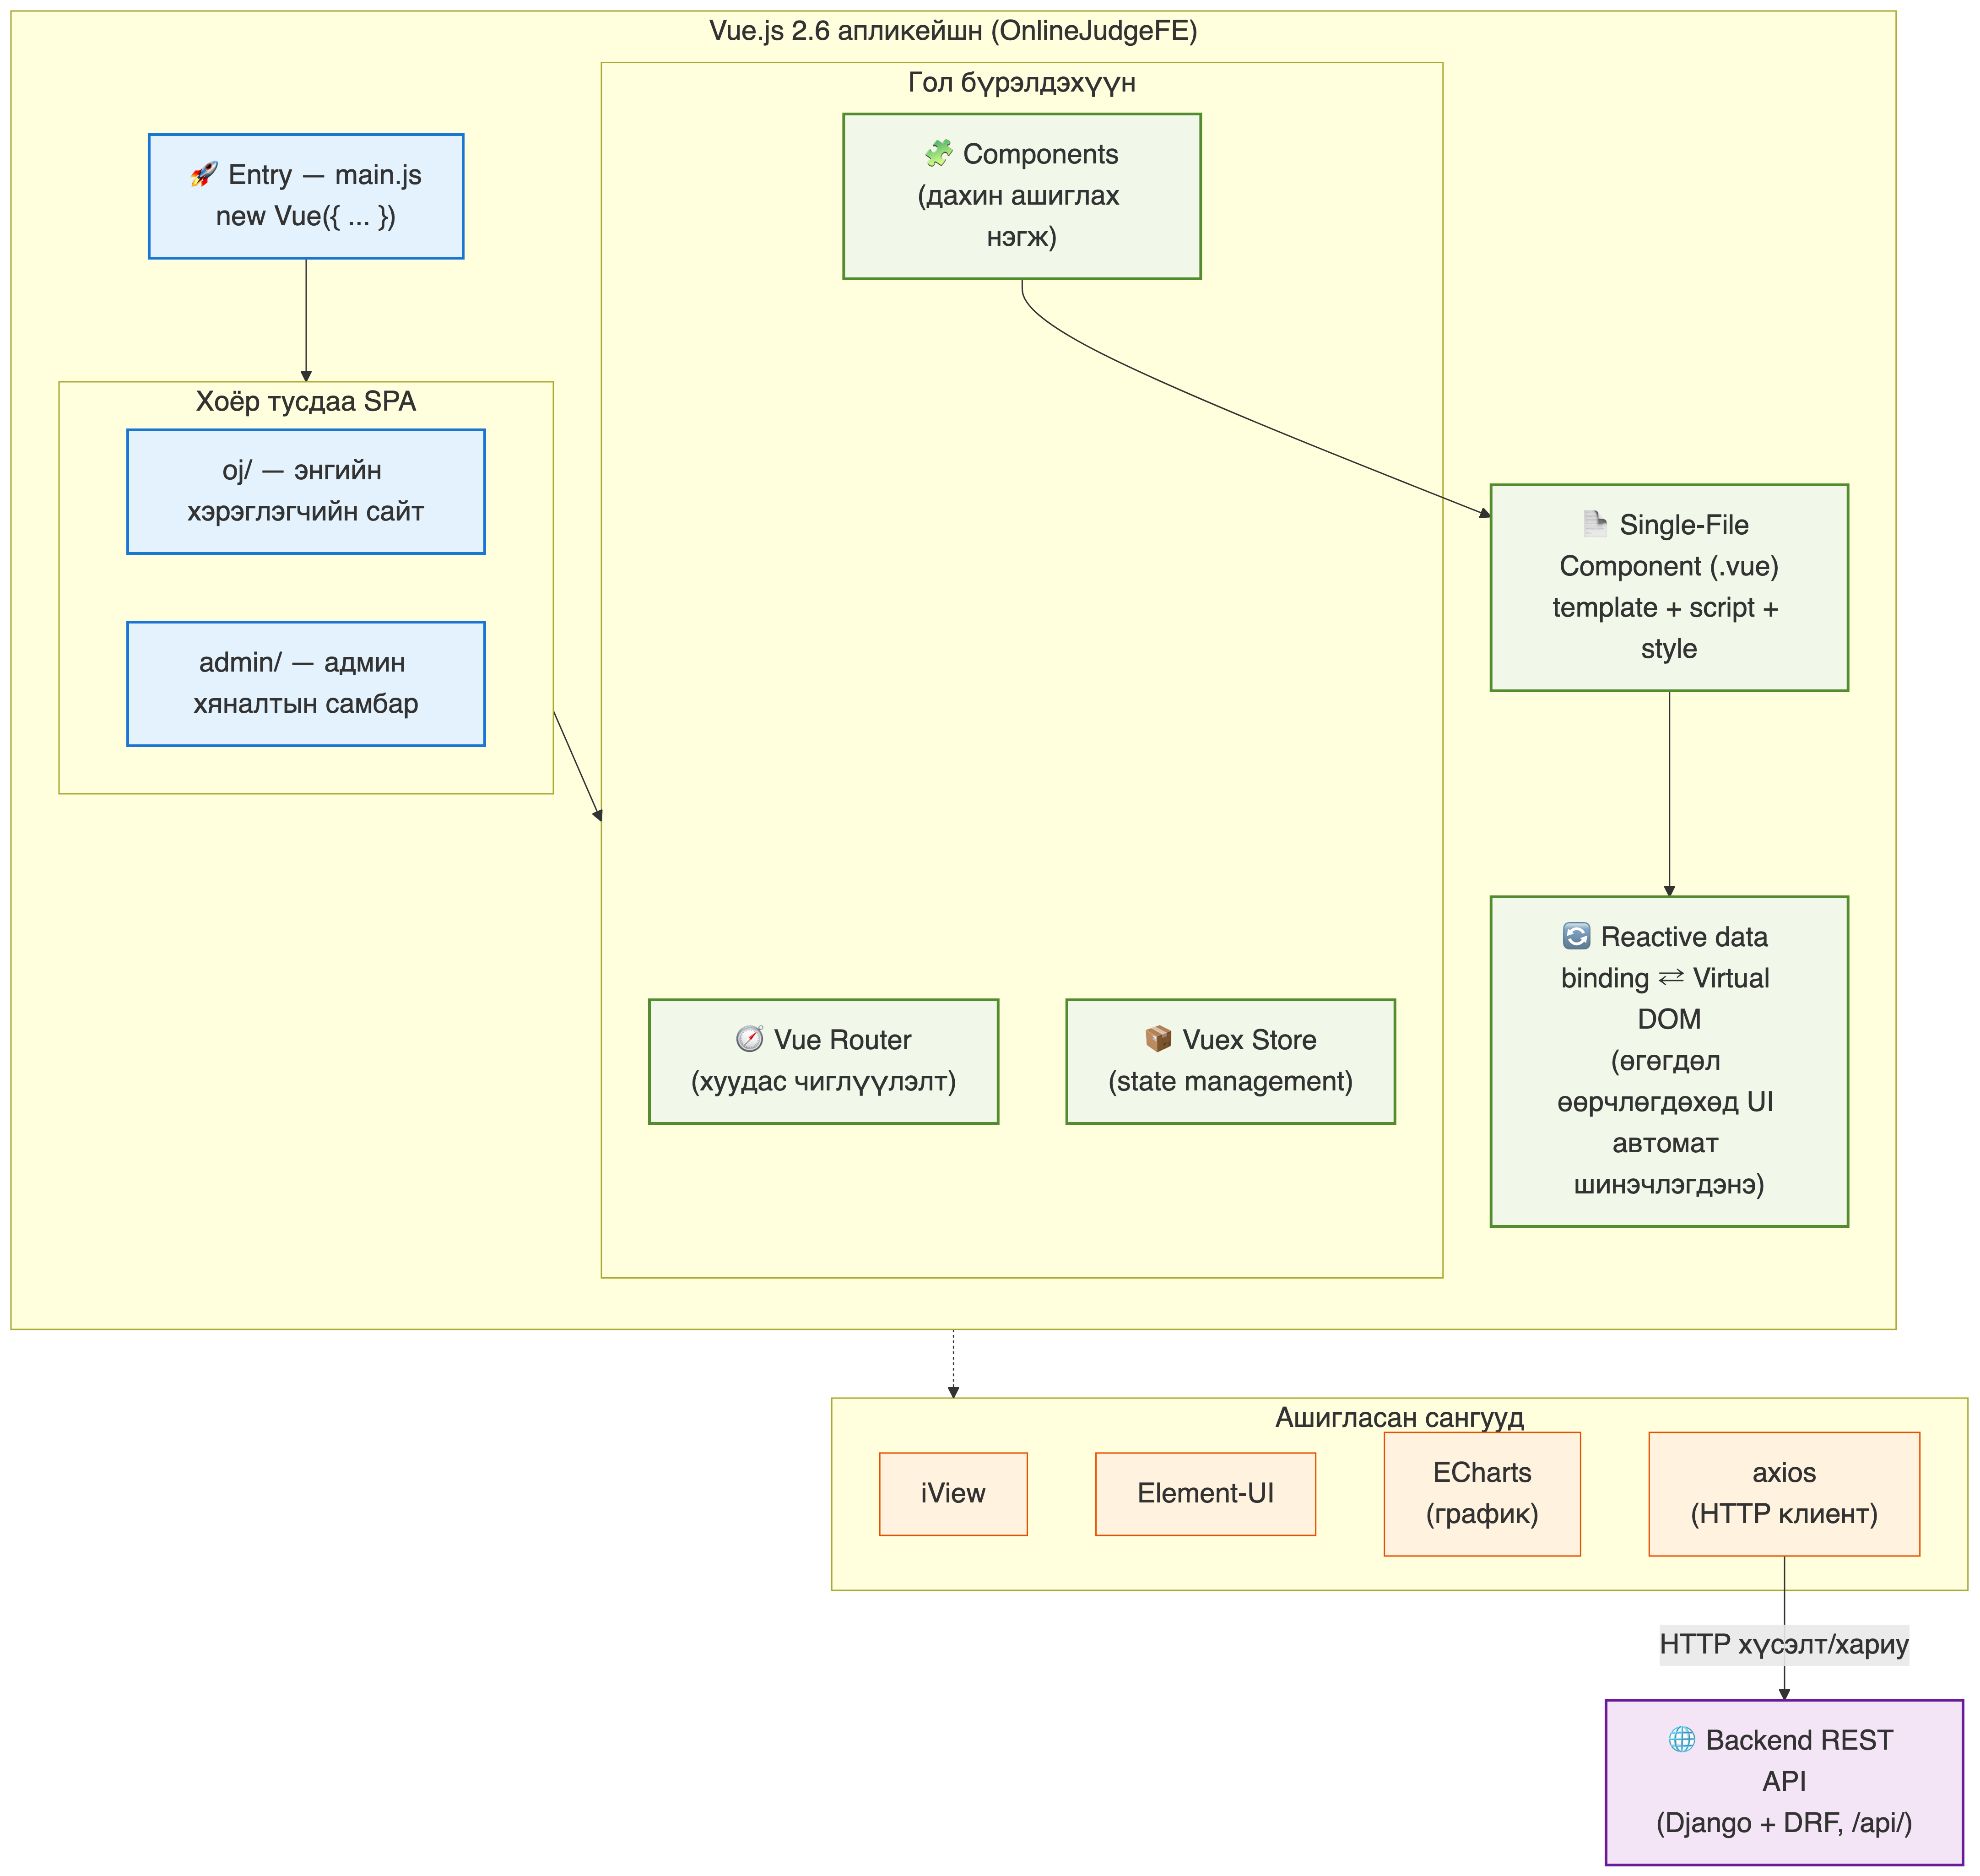 Vue.js 2.6 апликейшн (OnlineJudgeFE)
Гол бүрэлдэхүүн
🚀 Entry — main.js
new Vue({ ... })
🧩 Components
(дахин ашиглах
нэгж)
Хоёр тусдаа SPA
oj/ — энгийн
хэрэглэгчийн сайт
admin/ — админ
хяналтын самбар
📄 Single-File
Component (.vue)
template + script +
style
🔄 Reactive data
binding ⇄ Virtual
DOM
(өгөгдөл
өөрчлөгдөхөд UI
автомат
шинэчлэгдэнэ)
🧭 Vue Router
(хуудас чиглүүлэлт)
📦 Vuex Store
(state management)
Ашигласан сангууд
iView
Element-UI
ECharts
(график)
axios
(HTTP клиент)
HTTP хүсэлт/хариу
🌐 Backend REST
API
(Django + DRF, /api/)